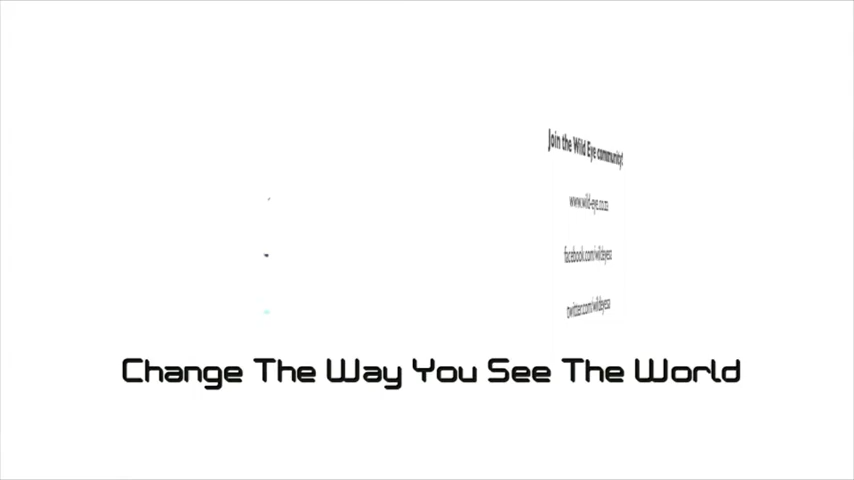 Join the Wild Eye community!
www.wild-eye.co.za
facebook.com/wildeyesa
twitter.com/wildeyesa
Change The Way You See The World